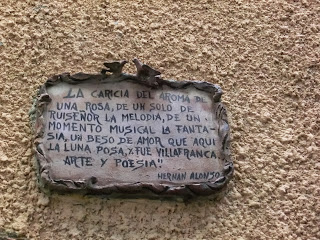 LA CARICIA DEL AROMA DE
UNA ROSA, DE UN SOLO DE
RUISEÑOR LA MELODIA, DE UN
MOMENTO MUSICAL LA FANTA-
SIA, UN BESO DE AMOR QUE AQUI
LA LUNA POSA, Y FUE VILLAFRANCA
ARTE Y POESIA".
HERNAN ALONSO